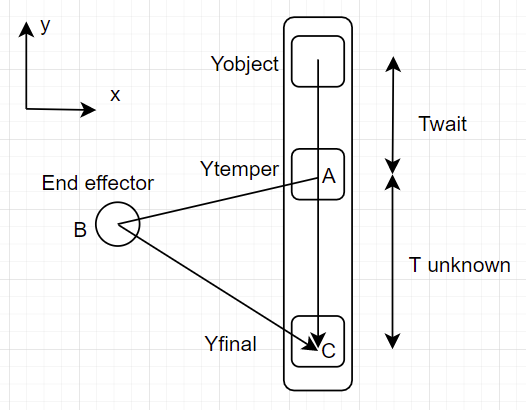 y
x
Yobject
Twait
Ytemper
A
End effector
B
T unknown
Yfinal
C